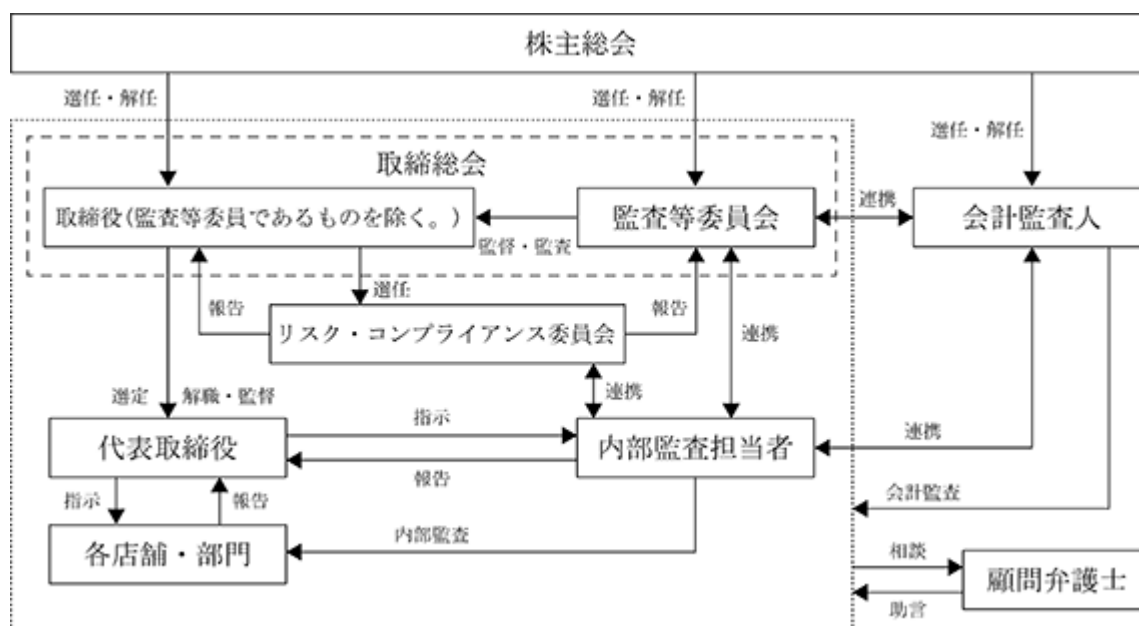 株主総会
選任・解任
選任・解任
選任・解任
取締総会
取締役(監査等委員であるものを除く。)
監査等委員会
連携
会計監査人
監督・監査
選任
報告
報告
リスク・コンプライアンス委員会
連携
連携
選定
解職・監督
指示
連携
代表取締役
内部監査担当者
報告
指示
報告
会計監査
内部監査
各店舗・部門
相談
顧問弁護士
助言